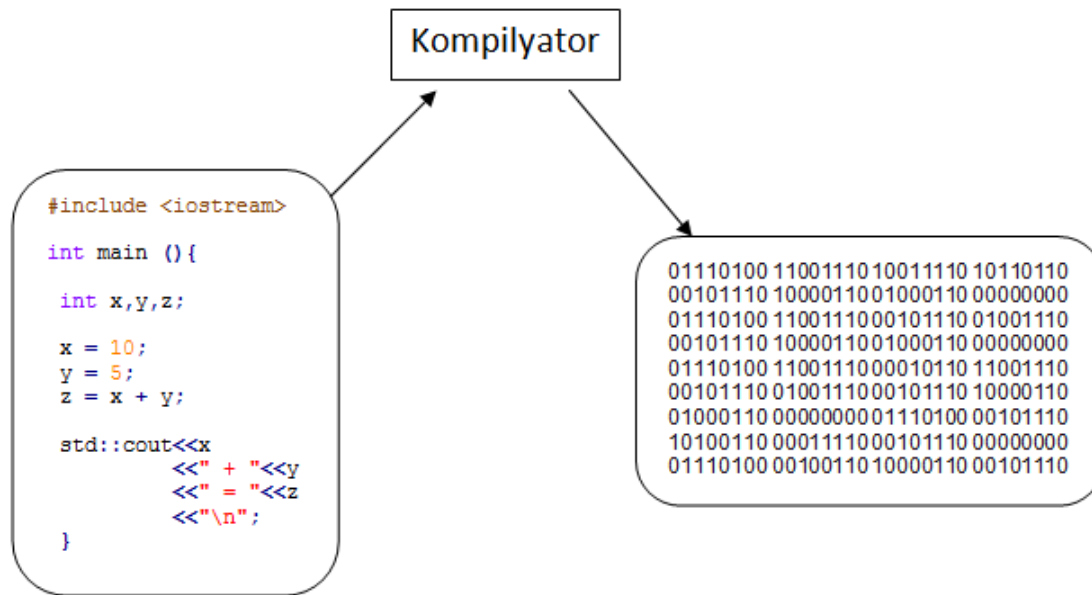 Kompilyator
#include <iostream>
int main (){
int x,y,z;
x = 10;
y = 5;
z = x + y;
std::cout<<x
<<" + "<<y
<<" = "<<z
<<"\n";
}
01110100 11001110 10011110 10110110
00101110 10000110 01000110 00000000
01110100 11001110 00101110 01001110
00101110 10000110 01000110 00000000
01110100 11001110 00010110 11001110
00101110 01001110 00101110 10000110
01000110 00000000 01110100 00101110
10100110 00011110 00101110 00000000
01110100 00100110 10000110 00101110